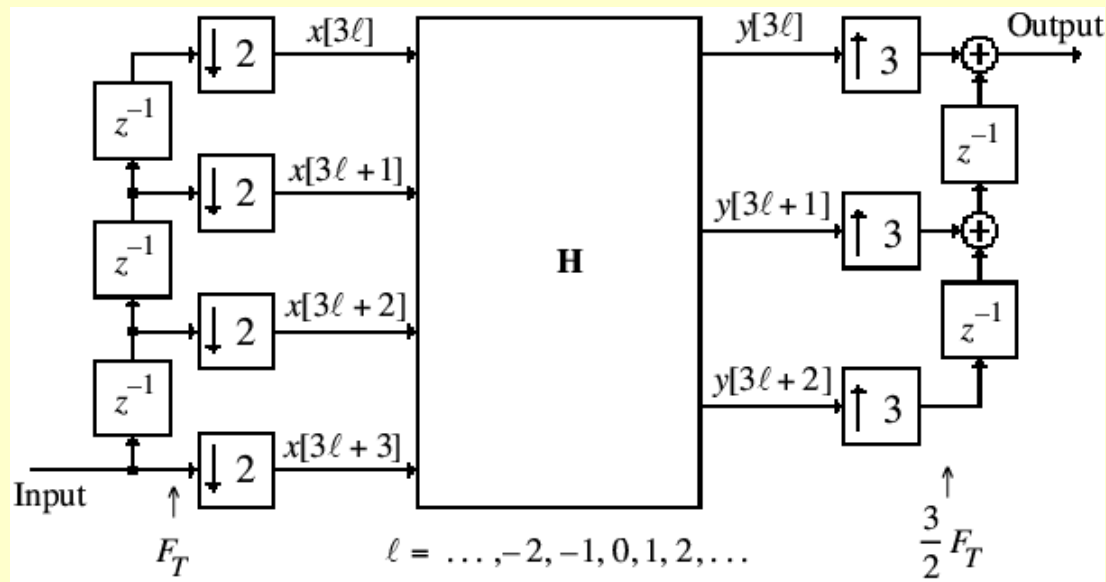 ↓ 2 x[3ℓ] y[3ℓ] ↑ 3 + Output
z⁻¹ z⁻¹
↓ 2 x[3ℓ + 1] y[3ℓ + 1] ↑ 3 +
z⁻¹ H
↓ 2 x[3ℓ + 2] z⁻¹
z⁻¹ y[3ℓ + 2] ↑ 3
↓ 2 x[3ℓ + 3]
Input ↑ ↑
F_T ℓ = … ,−2, −1, 0, 1, 2, … 3/2 F_T